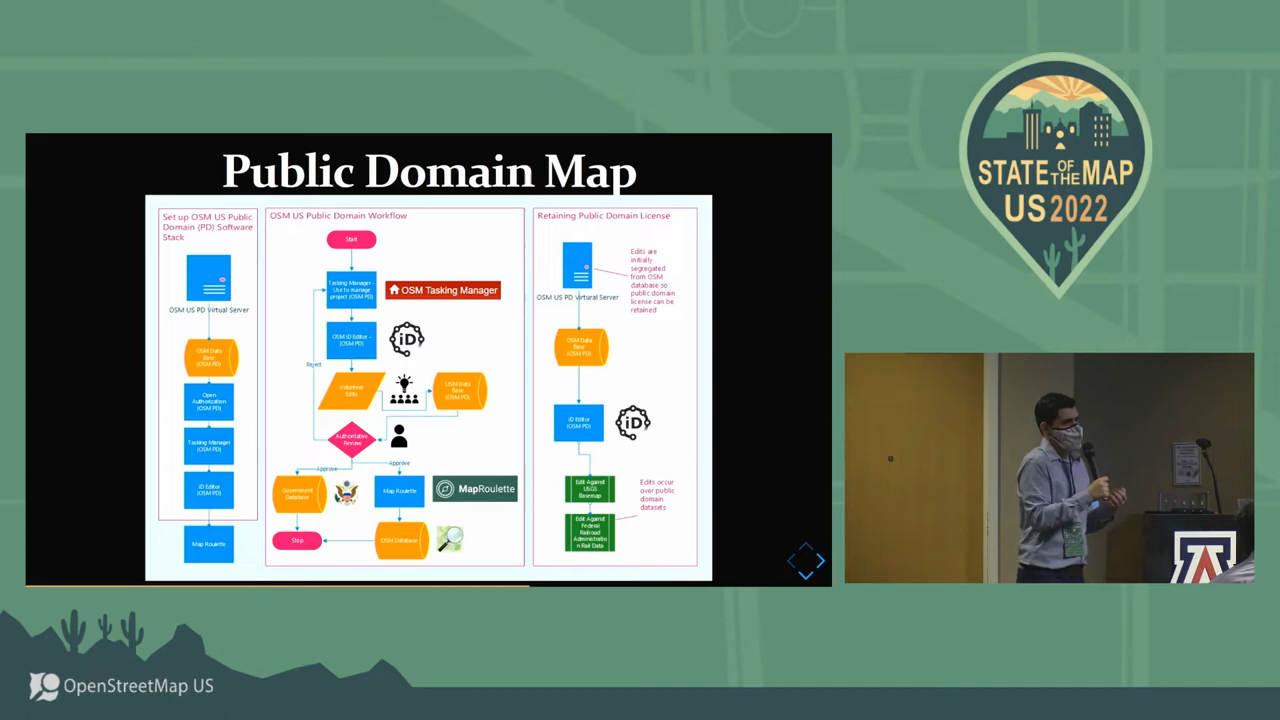 Public Domain Map
Set up OSM US Public
Domain (PD) Software
Stack
OSM US PD Virtual Server
OSM Data
Base
(OSM PD)
Open
Authorization
(OSM PD)
Tasking Manager
(OSM PD)
iD Editor
(OSM PD)
Map Roulette
OSM US Public Domain Workflow
Start
Tasking Manager –
Use to manage
project (OSM PD)
OSM Tasking Manager
OSM iD Editor –
(OSM PD)
iD
Reject
Volunteer
Edits
OSM Data
Base
(OSM PD)
Authoritative
Review
Approve
Approve
Government
Database
Map Roulette
MapRoulette
Stop
OSM Database
Retaining Public Domain License
Edits are
initially
segregated
from OSM
database so
public domain
license can be
retained
OSM US PD Virtural Server
OSM Data
Base
(OSM PD)
iD Editor
(OSM PD)
iD
Edit Against
USGS
Basemap
Edits occur
over public
domain
datasets
Edit Against
Federal
Railroad
Administratio
n Rail Data
STATE OF THE MAP
US 2022
A
OpenStreetMap US